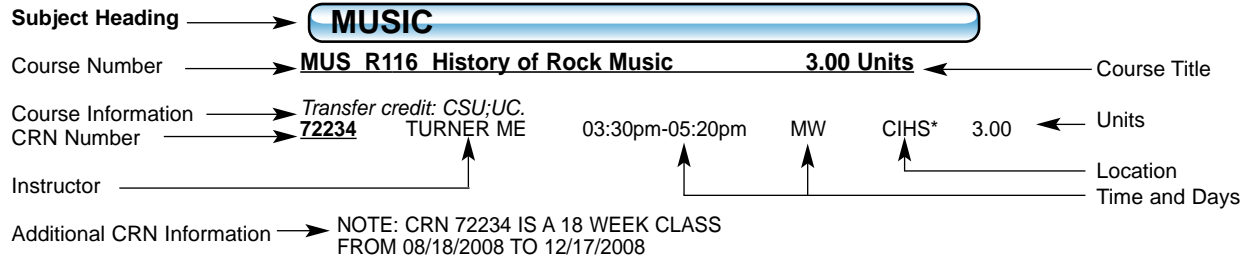 Subject Heading MUSIC
Course Number MUS R116 History of Rock Music 3.00 Units Course Title
Course Information Transfer credit: CSU;UC.
CRN Number 72234 TURNER ME 03:30pm-05:20pm MW CIHS* 3.00 Units
Instructor Location
Time and Days
Additional CRN Information NOTE: CRN 72234 IS A 18 WEEK CLASS
FROM 08/18/2008 TO 12/17/2008